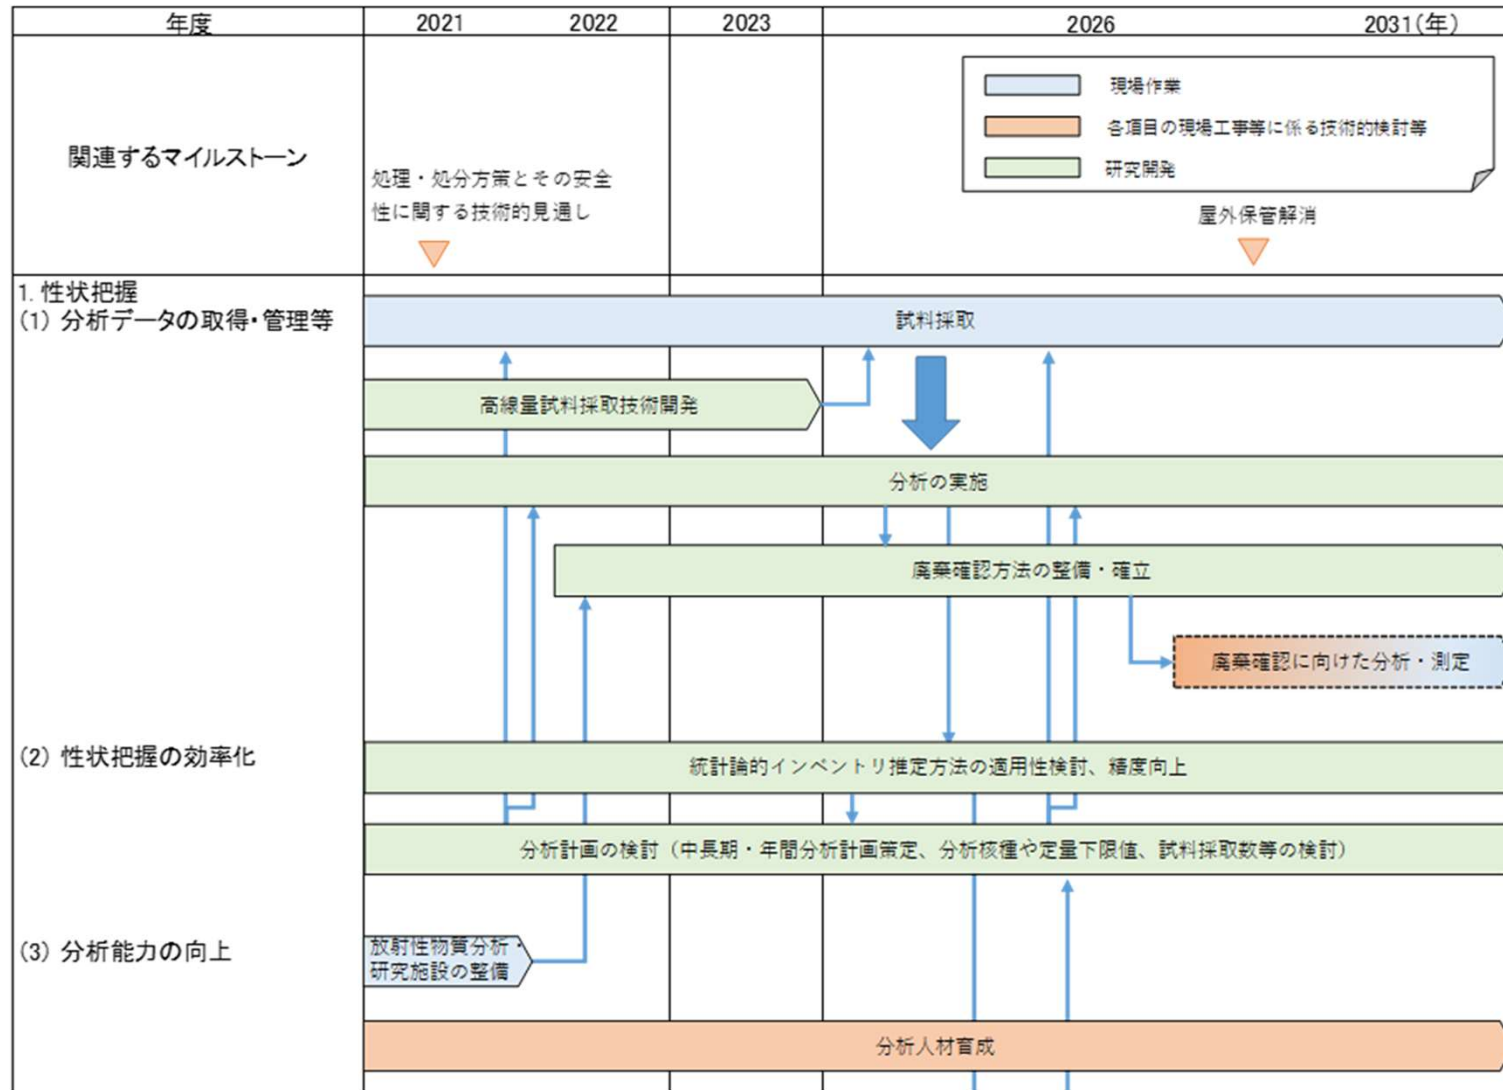 年度
2021
2022
2023
2026
2031(年)
関連するマイルストーン
処理・処分方策とその安全
性に関する技術的見通し
現場作業
各項目の現場工事等に係る技術的検討等
研究開発
屋外保管解消
1. 性状把握
(1) 分析データの取得・管理等
試料採取
高線量試料採取技術開発
分析の実施
廃棄確認方法の整備・確立
廃棄確認に向けた分析・測定
(2) 性状把握の効率化
統計論的インベントリ推定方法の適用性検討、精度向上
分析計画の検討（中長期・年間分析計画策定、分析核種や定量下限値、試料採取数等の検討）
(3) 分析能力の向上
放射性物質分析・
研究施設の整備
分析人材育成